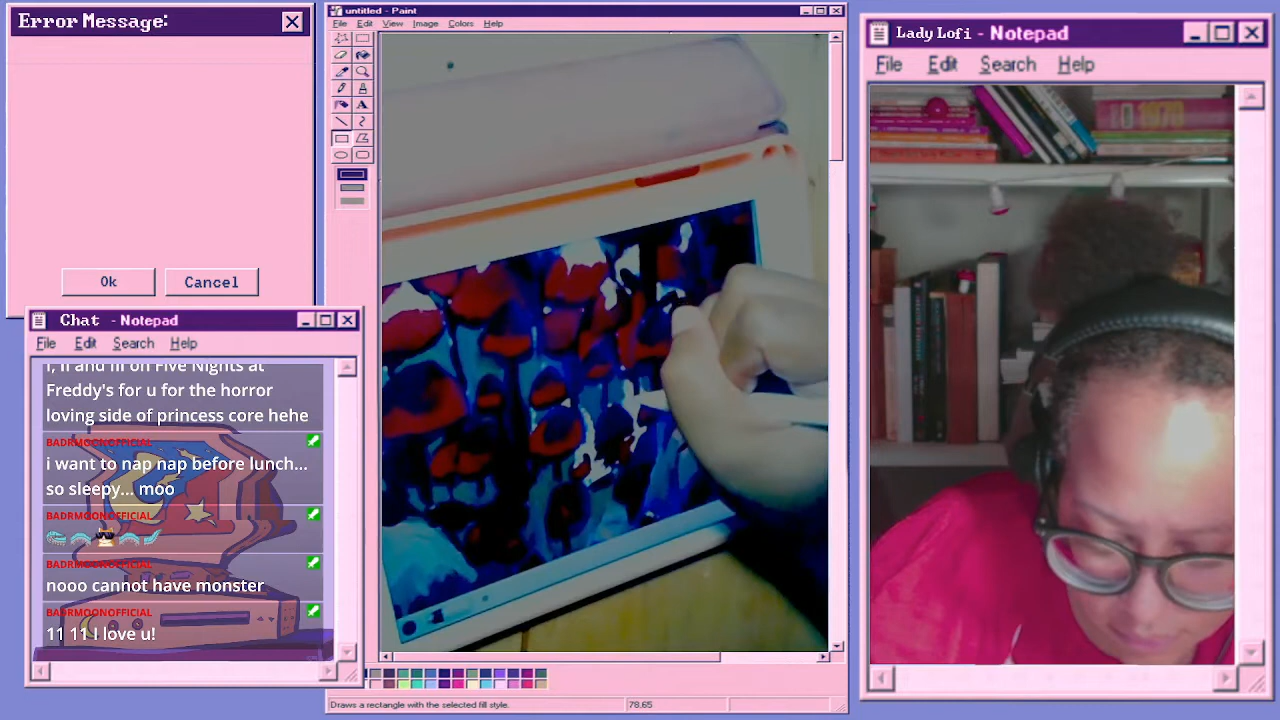 Error Message:
Ok
Cancel
Chat - Notepad
File Edit Search Help
Freddy's for u for the horror
loving side of princess core hehe
BADRMOONOFFICIAL
i want to nap nap before lunch...
so sleepy... moo
BADRMOONOFFICIAL
BADRMOONOFFICIAL
nooo cannot have monster
BADRMOONOFFICIAL
11 11 I love u!
untitled - Paint
File Edit View Image Colors Help
A
Draws a rectangle with the selected fill style.
78.65
Lady Lofi - Notepad
File Edit Search Help
1970